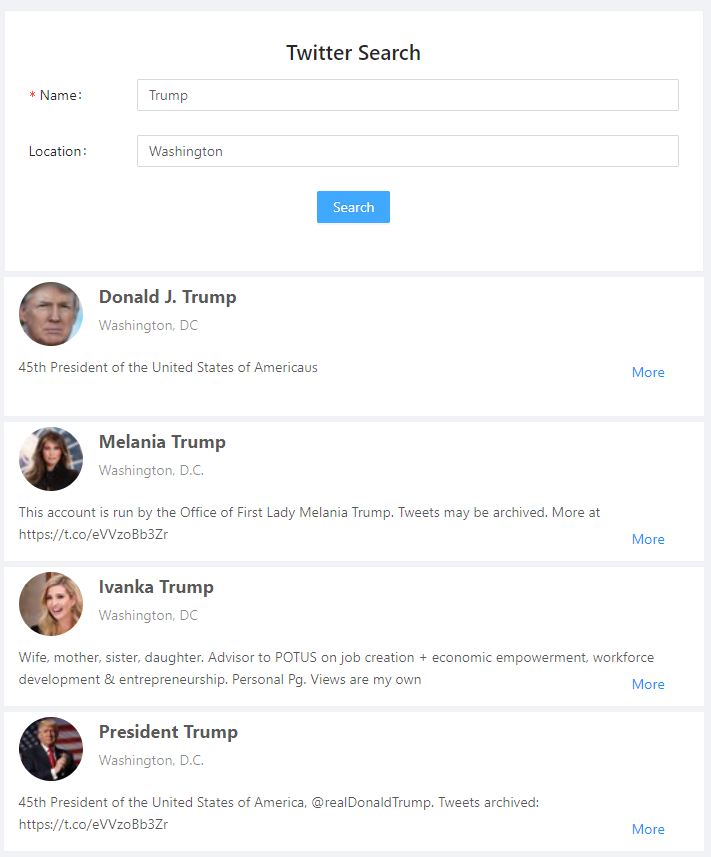 Twitter Search
* Name:
Trump
Location:
Washington
Search
Donald J. Trump
Washington, DC
45th President of the United States of Americaus
More
Melania Trump
Washington, D.C.
This account is run by the Office of First Lady Melania Trump. Tweets may be archived. More at
https://t.co/eVVzoBb3Zr
More
Ivanka Trump
Washington, DC
Wife, mother, sister, daughter. Advisor to POTUS on job creation + economic empowerment, workforce
development & entrepreneurship. Personal Pg. Views are my own
More
President Trump
Washington, D.C.
45th President of the United States of America, @realDonaldTrump. Tweets archived:
https://t.co/eVVzoBb3Zr
More